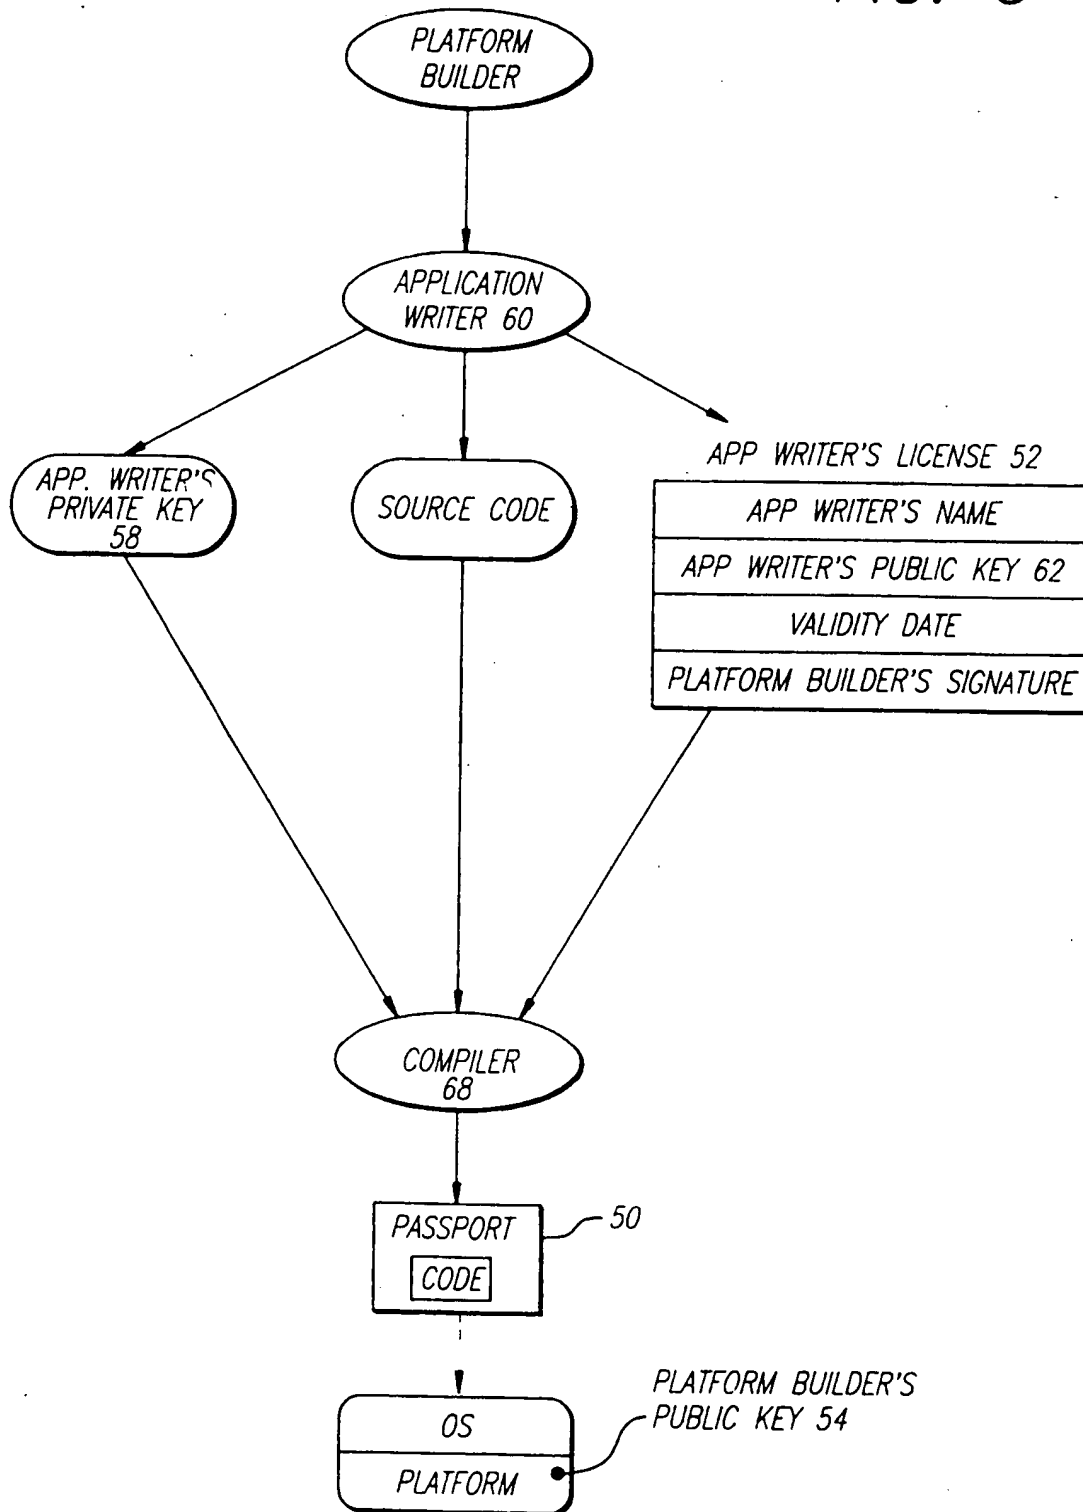 PLATFORM
BUILDER
APPLICATION
WRITER 60
APP. WRITER'S
PRIVATE KEY
58
SOURCE CODE
APP WRITER'S LICENSE 52
APP WRITER'S NAME
APP WRITER'S PUBLIC KEY 62
VALIDITY DATE
PLATFORM BUILDER'S SIGNATURE
COMPILER
68
PASSPORT
CODE
50
PLATFORM BUILDER'S
PUBLIC KEY 54
OS
PLATFORM